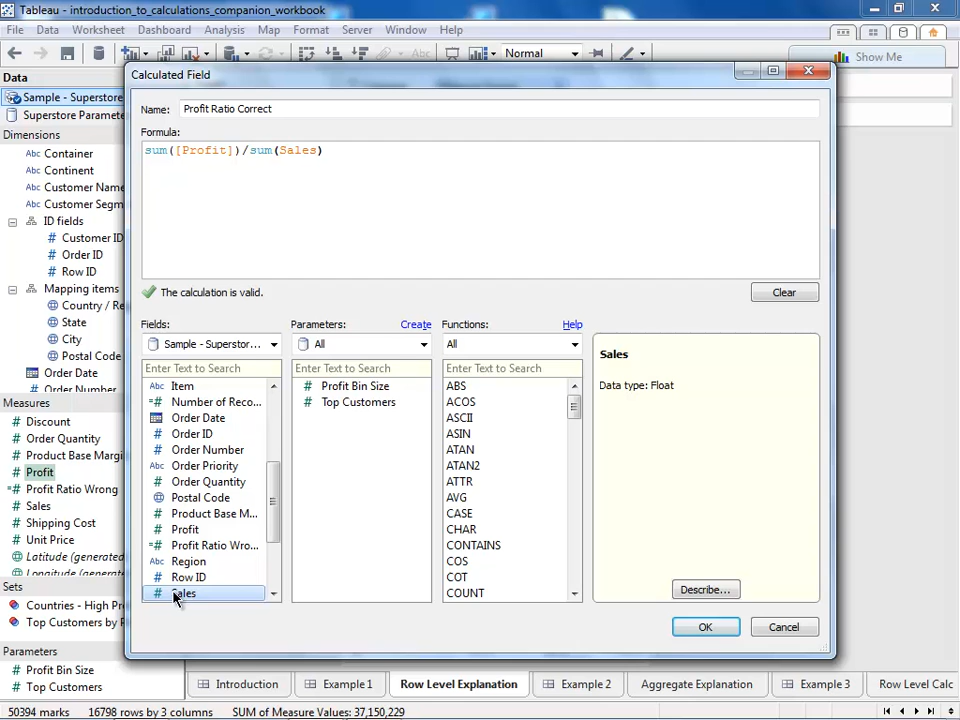 Tableau - introduction_to_calculations_companion_workbook
File Data Worksheet Dashboard Analysis Map Format Server Window Help
Normal
Show Me
Data
Sample - Superstore
Superstore Paramete
Dimensions
Abc Container
Abc Continent
Abc Customer Name
Abc Customer Segm
ID fields
# Customer ID
# Order ID
# Row ID
Mapping items
Country / Re
State
City
Postal Code
Order Date
Order Number
Measures
# Discount
# Order Quantity
# Product Base Margi
# Profit
=# Profit Ratio Wrong
# Sales
# Shipping Cost
# Unit Price
# Latitude (generated
# Longitude (generated
Sets
Countries - High Pr
Top Customers by P
Parameters
# Profit Bin Size
# Top Customers
Calculated Field
Name: Profit Ratio Correct
Formula:
sum([Profit])/sum(Sales)
The calculation is valid.
Clear
Fields:
Sample - Superstor...
Enter Text to Search
Abc Item
=# Number of Reco...
Order Date
# Order ID
# Order Number
Abc Order Priority
# Order Quantity
Postal Code
# Product Base M...
# Profit
=# Profit Ratio Wro...
Abc Region
# Row ID
# Sales
Parameters: Create
All
Enter Text to Search
# Profit Bin Size
# Top Customers
Functions: Help
All
Enter Text to Search
ABS
ACOS
ASCII
ASIN
ATAN
ATAN2
ATTR
AVG
CASE
CHAR
CONTAINS
COS
COT
COUNT
Sales
Data type: Float
Describe...
OK
Cancel
Introduction
Example 1
Row Level Explanation
Example 2
Aggregate Explanation
Example 3
Row Level Calc
50394 marks 16798 rows by 3 columns SUM of Measure Values: 37,150,229